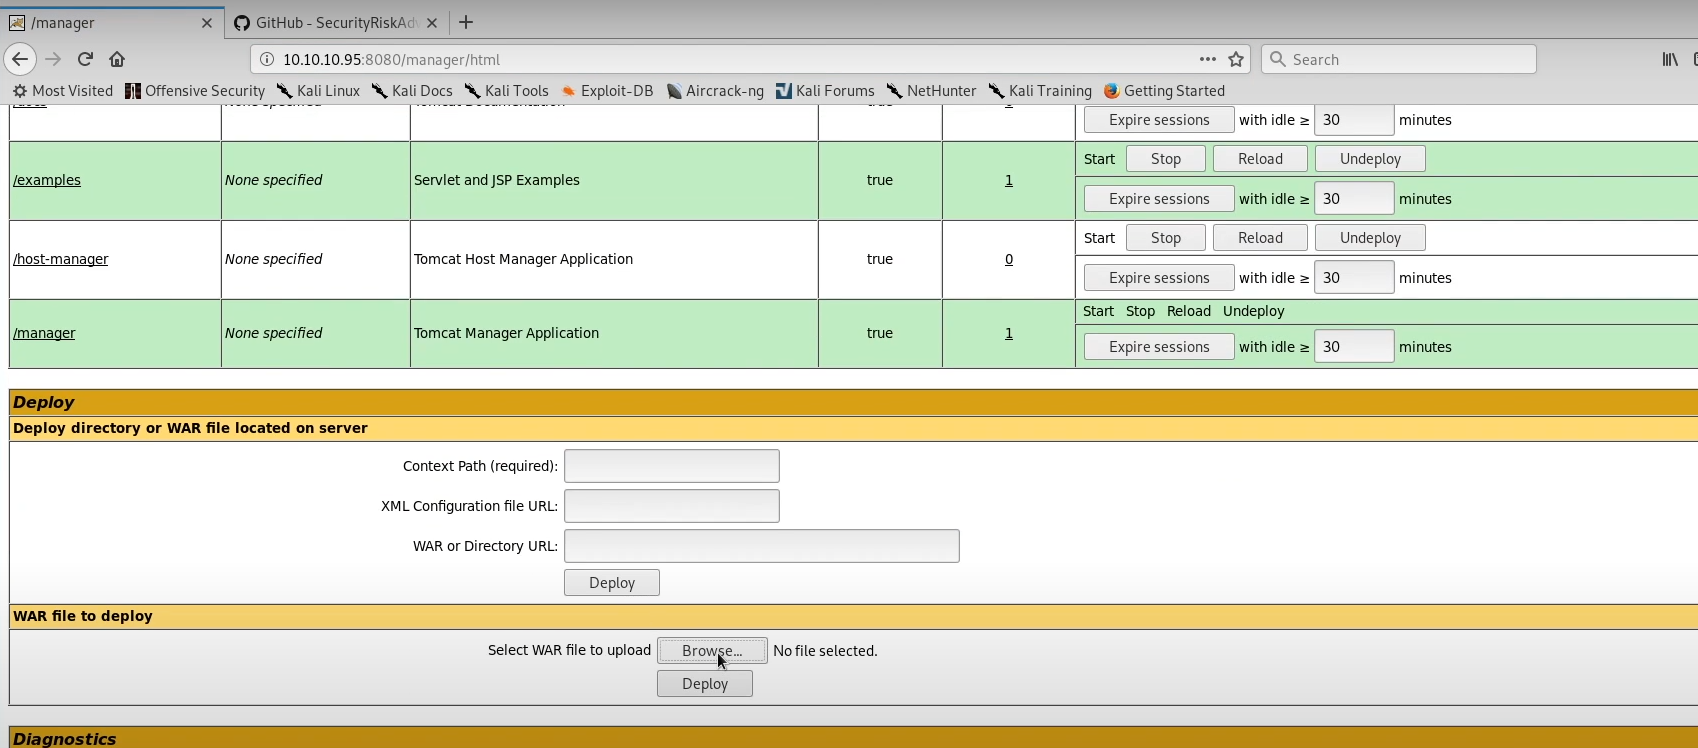 /manager
GitHub - SecurityRiskAdv
10.10.10.95:8080/manager/html
Search
Most Visited Offensive Security Kali Linux Kali Docs Kali Tools Exploit-DB Aircrack-ng Kali Forums NetHunter Kali Training Getting Started
Expire sessions with idle ≥ 30 minutes
/examples None specified Servlet and JSP Examples true 1 Start Stop Reload Undeploy
Expire sessions with idle ≥ 30 minutes
/host-manager None specified Tomcat Host Manager Application true 0 Start Stop Reload Undeploy
Expire sessions with idle ≥ 30 minutes
/manager None specified Tomcat Manager Application true 1 Start Stop Reload Undeploy
Expire sessions with idle ≥ 30 minutes
Deploy
Deploy directory or WAR file located on server
Context Path (required):
XML Configuration file URL:
WAR or Directory URL:
Deploy
WAR file to deploy
Select WAR file to upload Browse... No file selected.
Deploy
Diagnostics